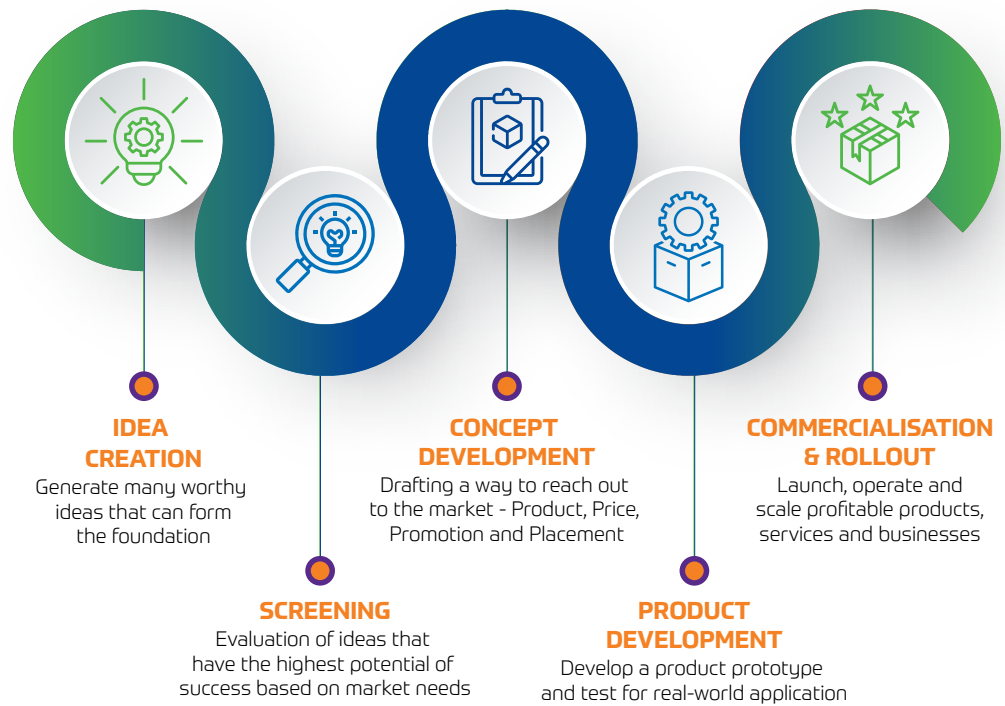 IDEA
CREATION
Generate many worthy
ideas that can form
the foundation
SCREENING
Evaluation of ideas that
have the highest potential of
success based on market needs
CONCEPT
DEVELOPMENT
Drafting a way to reach out
to the market - Product, Price,
Promotion and Placement
PRODUCT
DEVELOPMENT
Develop a product prototype
and test for real-world application
COMMERCIALISATION
& ROLLOUT
Launch, operate and
scale profitable products,
services and businesses